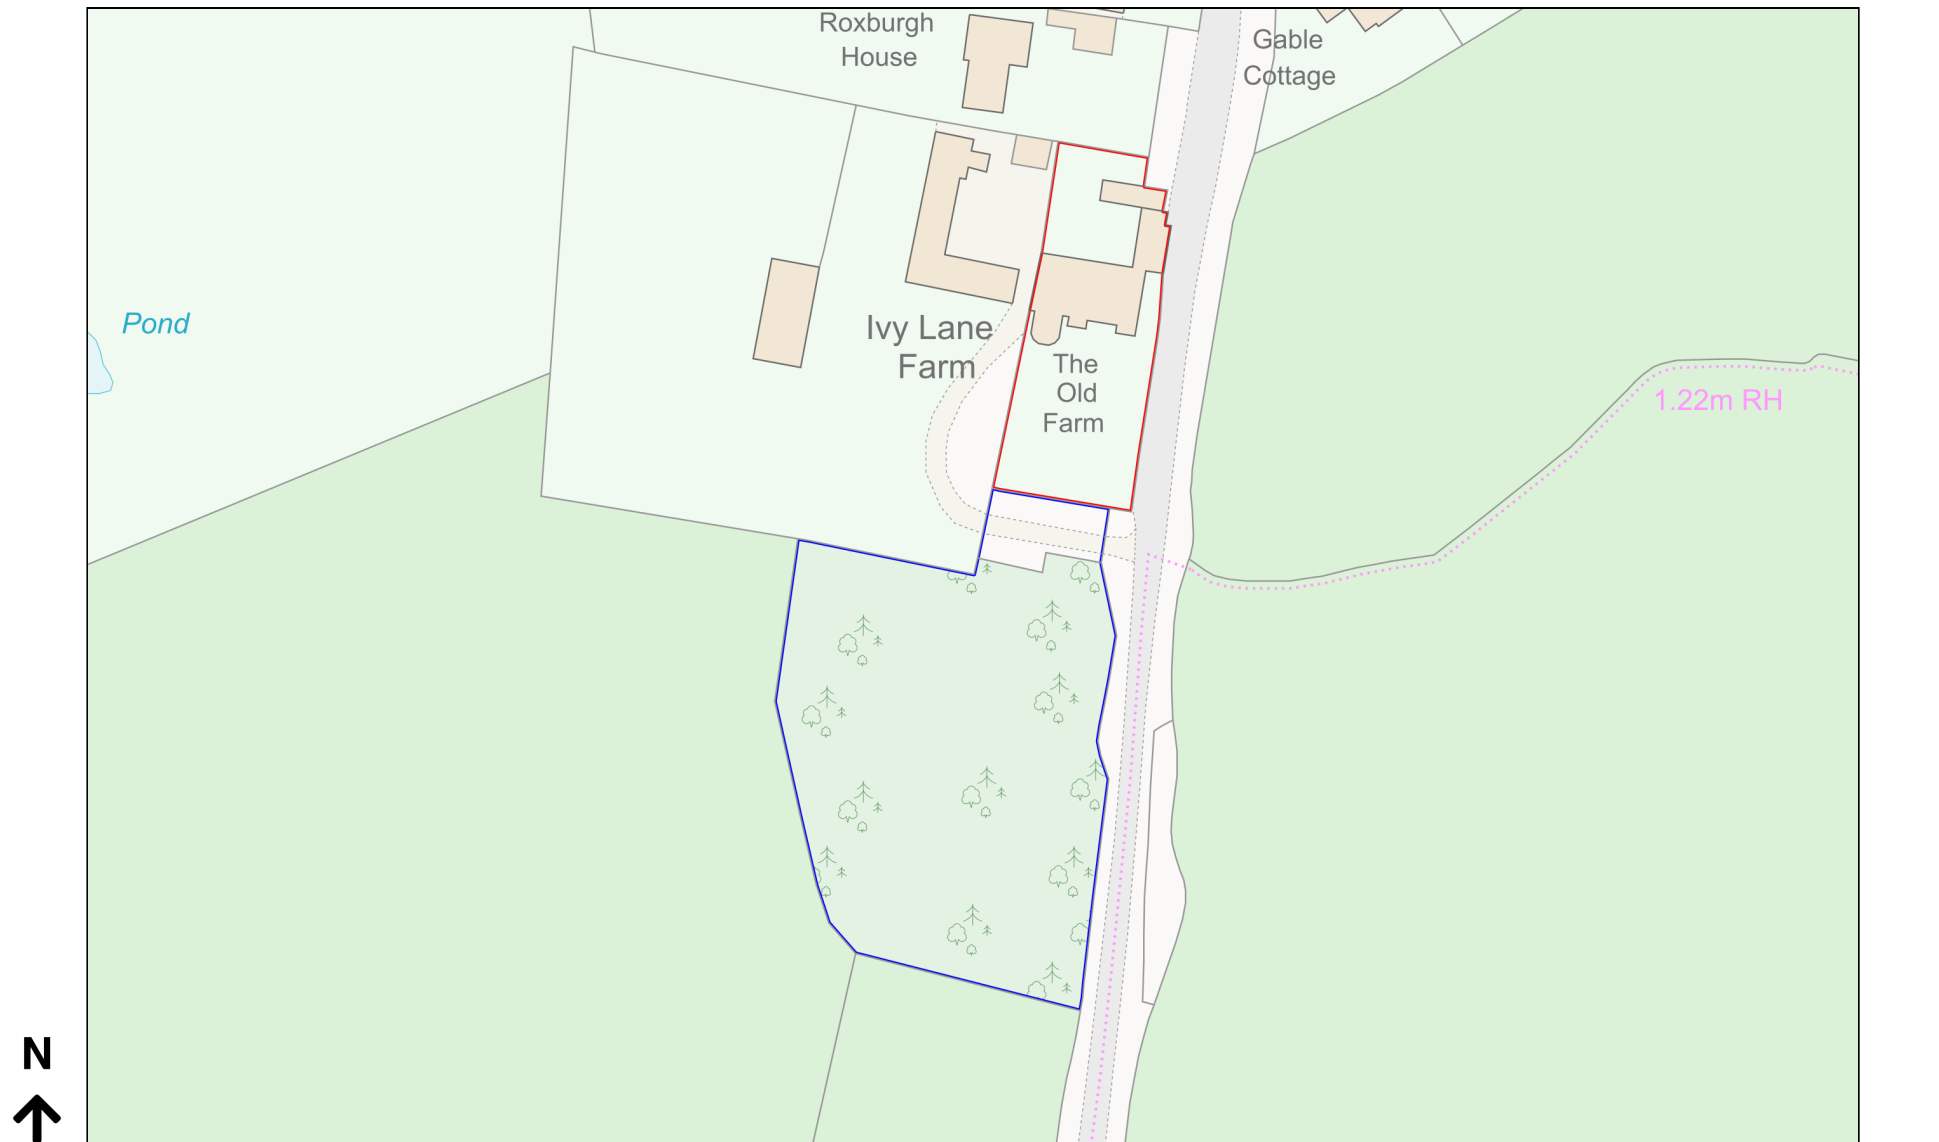 Roxburgh
House
Gable
Cottage
Pond
Ivy Lane
Farm
The
Old
Farm
1.22m RH
N